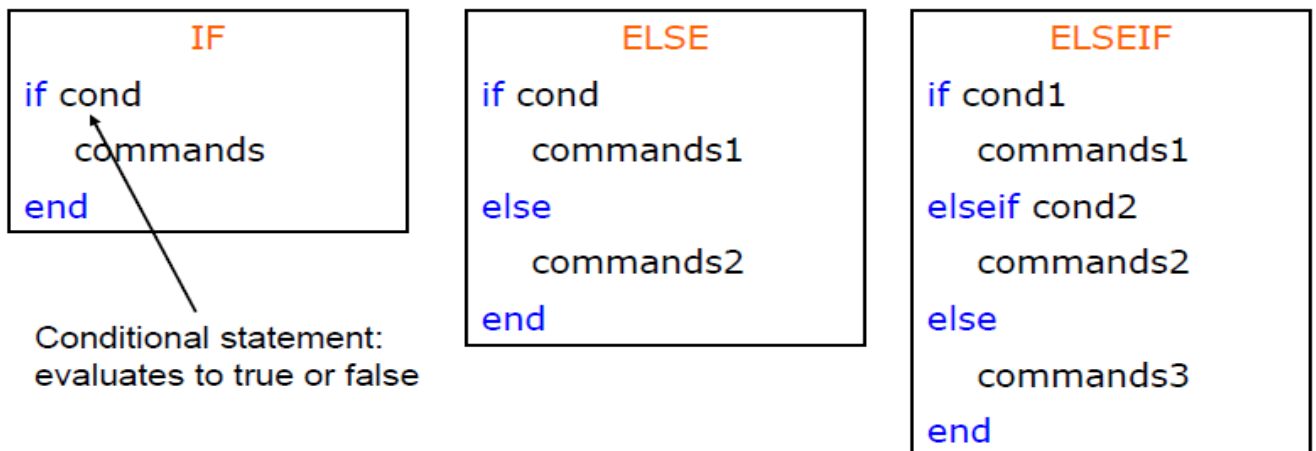 IF
if cond
commands
end
Conditional statement:
evaluates to true or false
ELSE
if cond
commands1
else
commands2
end
ELSEIF
if cond1
commands1
elseif cond2
commands2
else
commands3
end